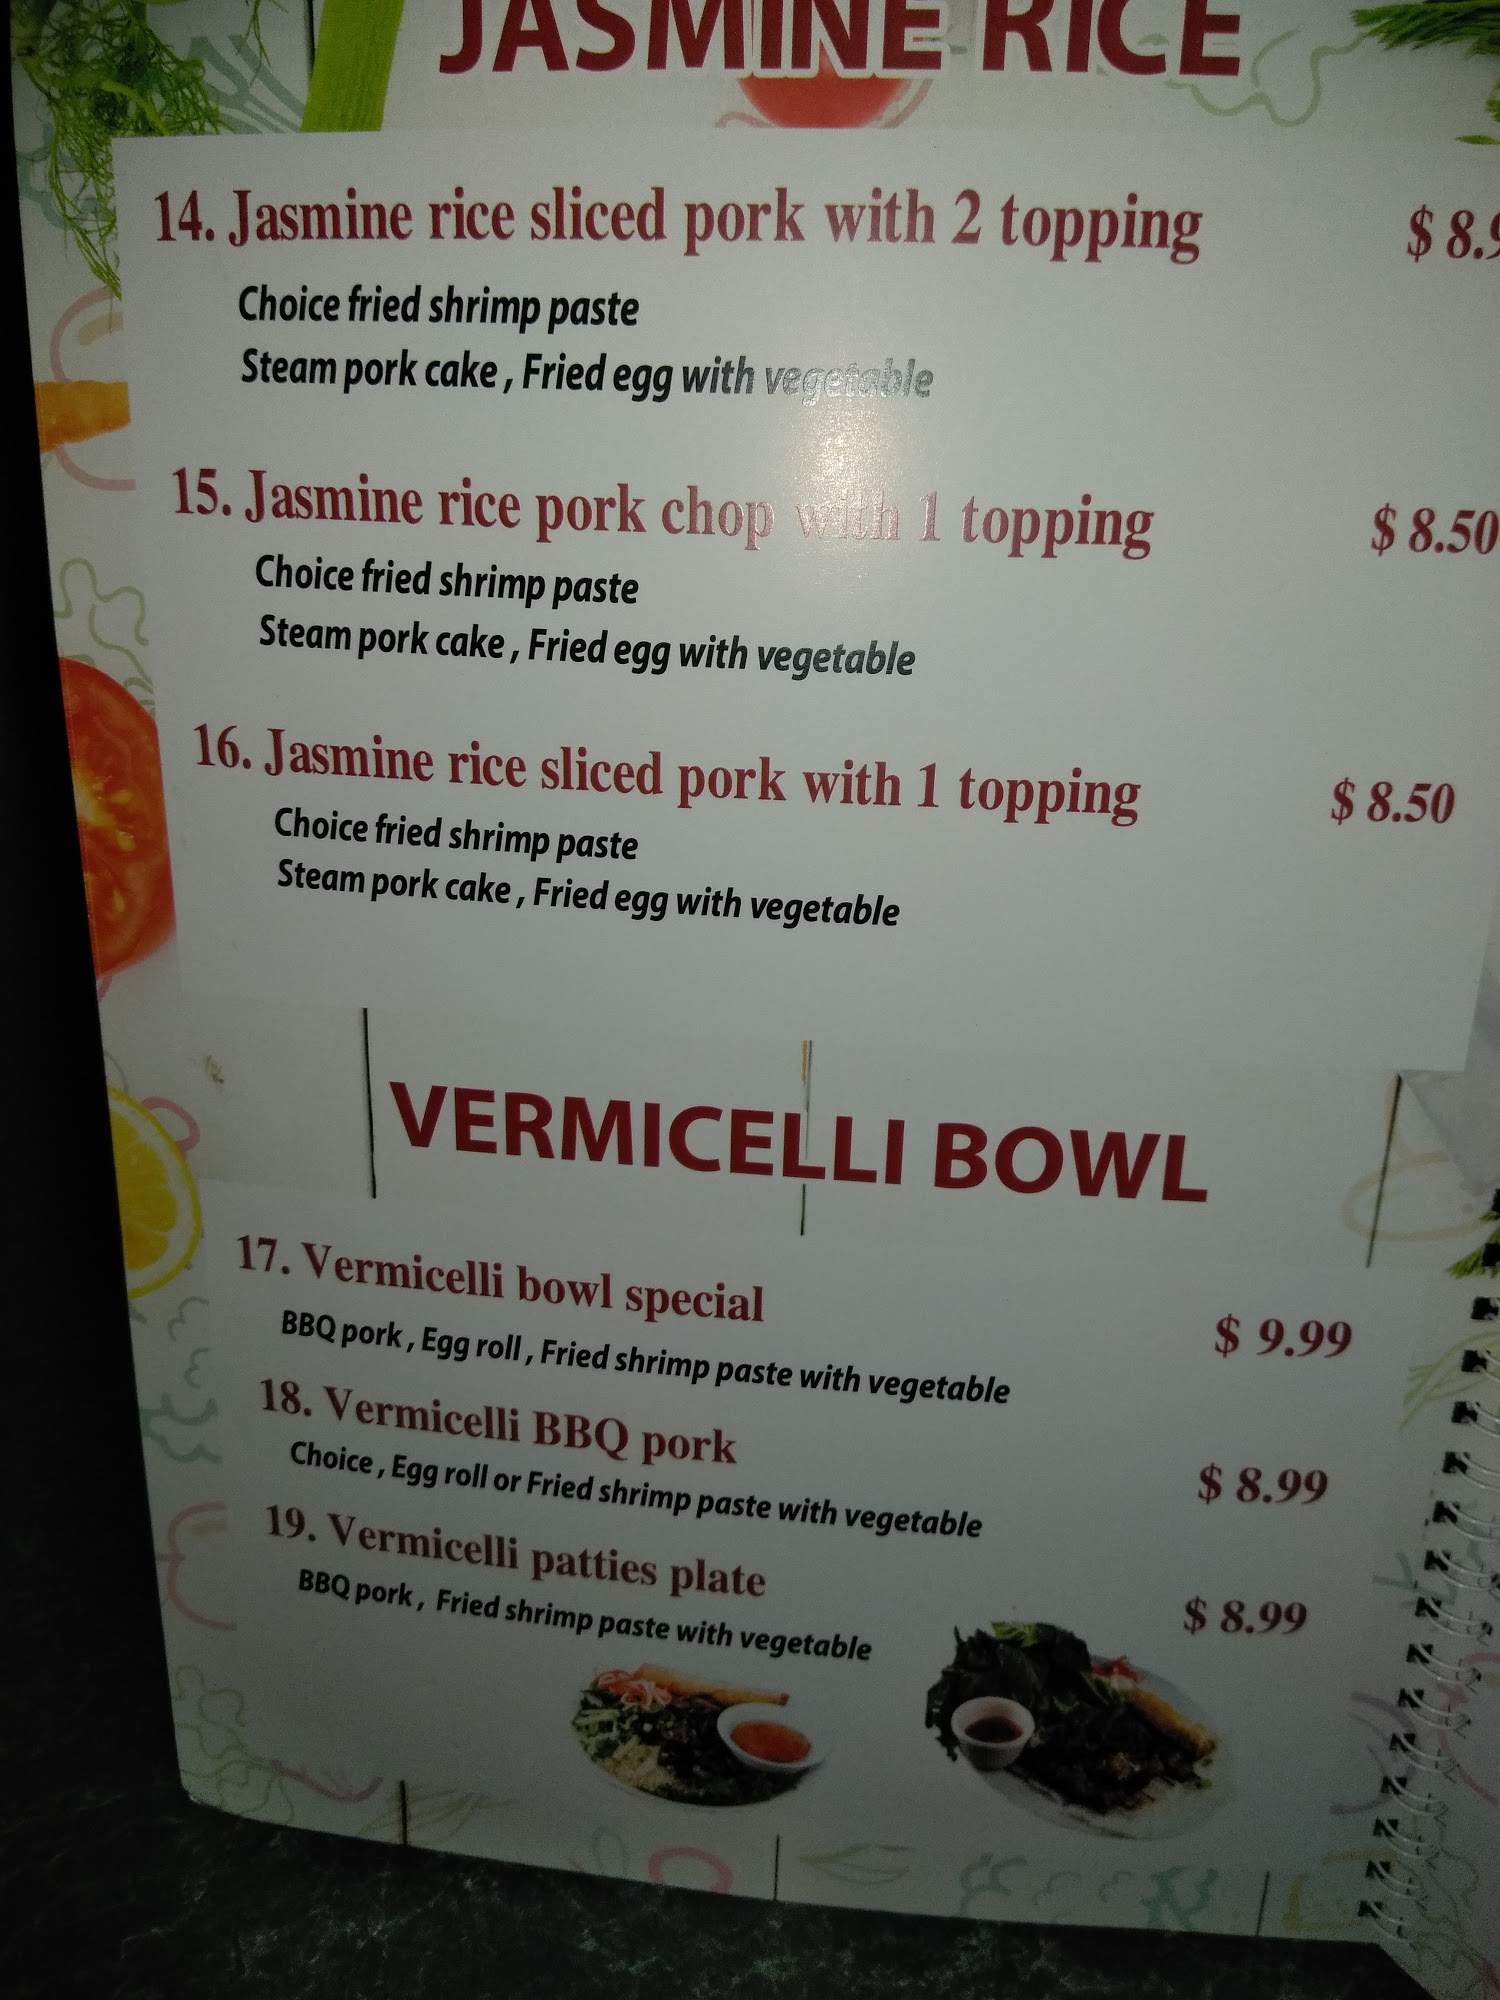 JASMINE RICE
14. Jasmine rice sliced pork with 2 topping $ 8.9
Choice fried shrimp paste
Steam pork cake , Fried egg with vegetable
15. Jasmine rice pork chop with 1 topping $ 8.50
Choice fried shrimp paste
Steam pork cake , Fried egg with vegetable
16. Jasmine rice sliced pork with 1 topping $ 8.50
Choice fried shrimp paste
Steam pork cake , Fried egg with vegetable
VERMICELLI BOWL
17. Vermicelli bowl special $ 9.99
BBQ pork , Egg roll , Fried shrimp paste with vegetable
18. Vermicelli BBQ pork $ 8.99
Choice , Egg roll or Fried shrimp paste with vegetable
19. Vermicelli patties plate $ 8.99
BBQ pork , Fried shrimp paste with vegetable